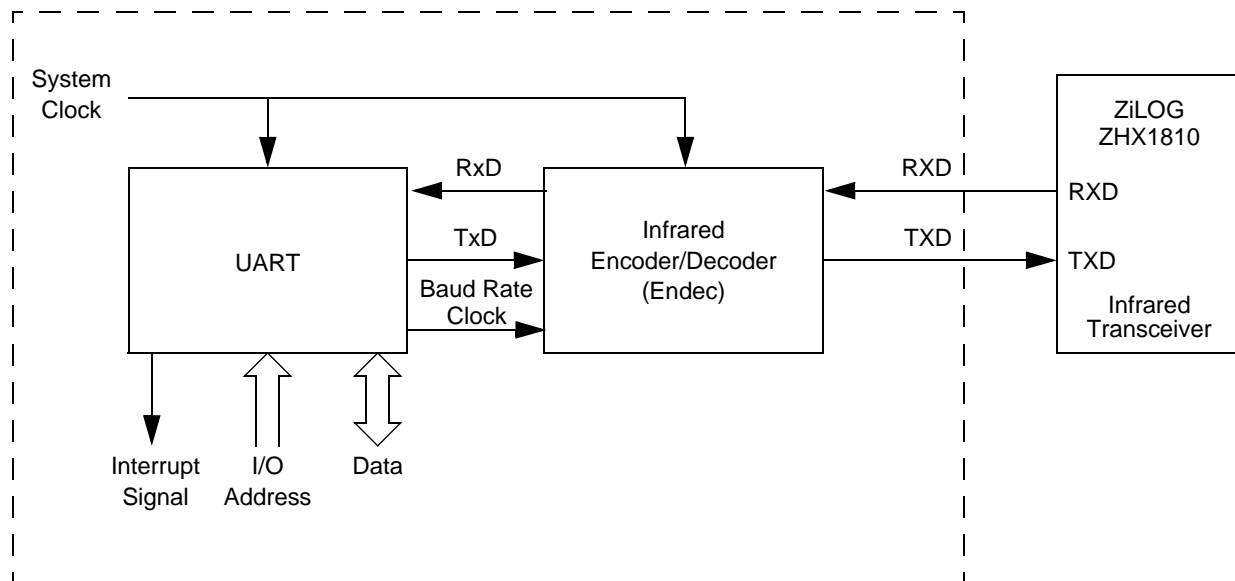 System
Clock
ZiLOG
ZHX1810
RxD
RXD
RXD
UART
TxD
Infrared
Encoder/Decoder
(Endec)
TXD
TXD
Baud Rate
Clock
Infrared
Transceiver
Interrupt
Signal
I/O
Address
Data